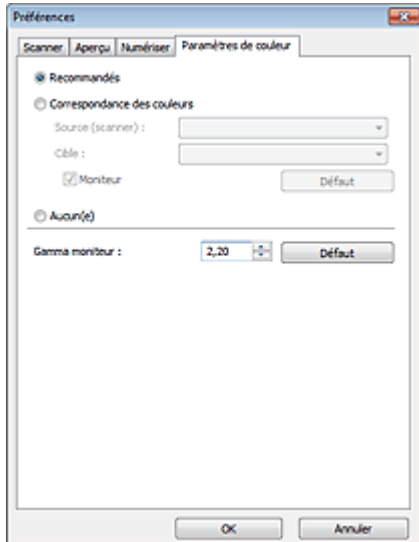 Préférences
Scanner Aperçu Numériser Paramètres de couleur
Recommandés
Correspondance des couleurs
Source (scanner) :
Cible :
Moniteur Défaut
Aucun(e)
Gamma moniteur : 2,20 Défaut
OK Annuler